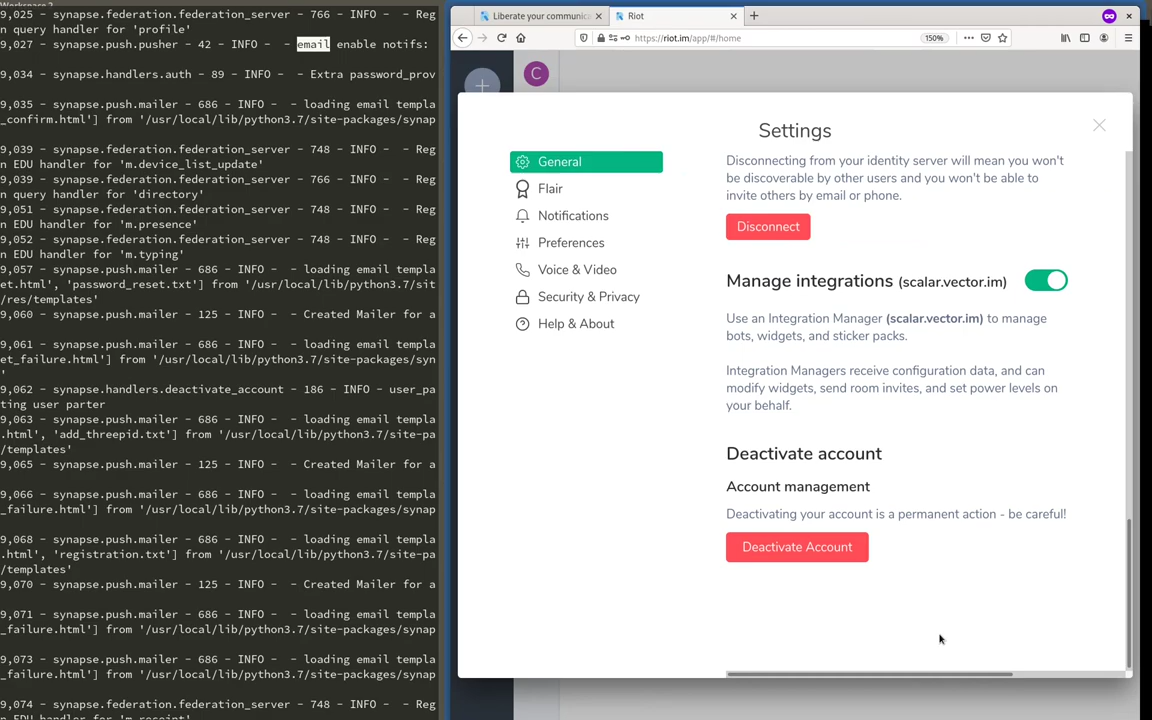 9,025 - synapse.federation.federation_server - 766 - INFO - - Reg
n query handler for 'profile'
9,027 - synapse.push.pusher - 42 - INFO - - email enable notifs:
9,034 - synapse.handlers.auth - 89 - INFO - - Extra password_prov
9,035 - synapse.push.mailer - 686 - INFO - - loading email templa
_confirm.html'] from '/usr/local/lib/python3.7/site-packages/synap
9,039 - synapse.federation.federation_server - 748 - INFO - - Reg
n EDU handler for 'm.device_list_update'
9,039 - synapse.federation.federation_server - 766 - INFO - - Reg
n query handler for 'directory'
9,051 - synapse.federation.federation_server - 748 - INFO - - Reg
n EDU handler for 'm.presence'
9,052 - synapse.federation.federation_server - 748 - INFO - - Reg
n EDU handler for 'm.typing'
9,057 - synapse.push.mailer - 686 - INFO - - loading email templa
et.html', 'password_reset.txt'] from '/usr/local/lib/python3.7/sit
/res/templates'
9,060 - synapse.push.mailer - 125 - INFO - - Created Mailer for a
9,061 - synapse.push.mailer - 686 - INFO - - loading email templa
et_failure.html'] from '/usr/local/lib/python3.7/site-packages/syn
'
9,062 - synapse.handlers.deactivate_account - 186 - INFO - user_pa
ting user parter
9,063 - synapse.push.mailer - 686 - INFO - - loading email templa
.html', 'add_threepid.txt'] from '/usr/local/lib/python3.7/site-pa
/templates'
9,065 - synapse.push.mailer - 125 - INFO - - Created Mailer for a
9,066 - synapse.push.mailer - 686 - INFO - - loading email templa
_failure.html'] from '/usr/local/lib/python3.7/site-packages/synap
9,068 - synapse.push.mailer - 686 - INFO - - loading email templa
.html', 'registration.txt'] from '/usr/local/lib/python3.7/site-pa
/templates'
9,070 - synapse.push.mailer - 125 - INFO - - Created Mailer for a
9,071 - synapse.push.mailer - 686 - INFO - - loading email templa
_failure.html'] from '/usr/local/lib/python3.7/site-packages/synap
9,073 - synapse.push.mailer - 686 - INFO - - loading email templa
_failure.html'] from '/usr/local/lib/python3.7/site-packages/synap
9,074 - synapse.federation.federation_server - 748 - INFO - - Reg
n EDU handler for 'm.receipt'
Liberate your communica
Riot
https://riot.im/app/#/home
150%
C
Settings
General
Flair
Notifications
Preferences
Voice & Video
Security & Privacy
Help & About
Disconnecting from your identity server will mean you won't
be discoverable by other users and you won't be able to
invite others by email or phone.
Disconnect
Manage integrations (scalar.vector.im)
Use an Integration Manager (scalar.vector.im) to manage
bots, widgets, and sticker packs.
Integration Managers receive configuration data, and can
modify widgets, send room invites, and set power levels on
your behalf.
Deactivate account
Account management
Deactivating your account is a permanent action - be careful!
Deactivate Account